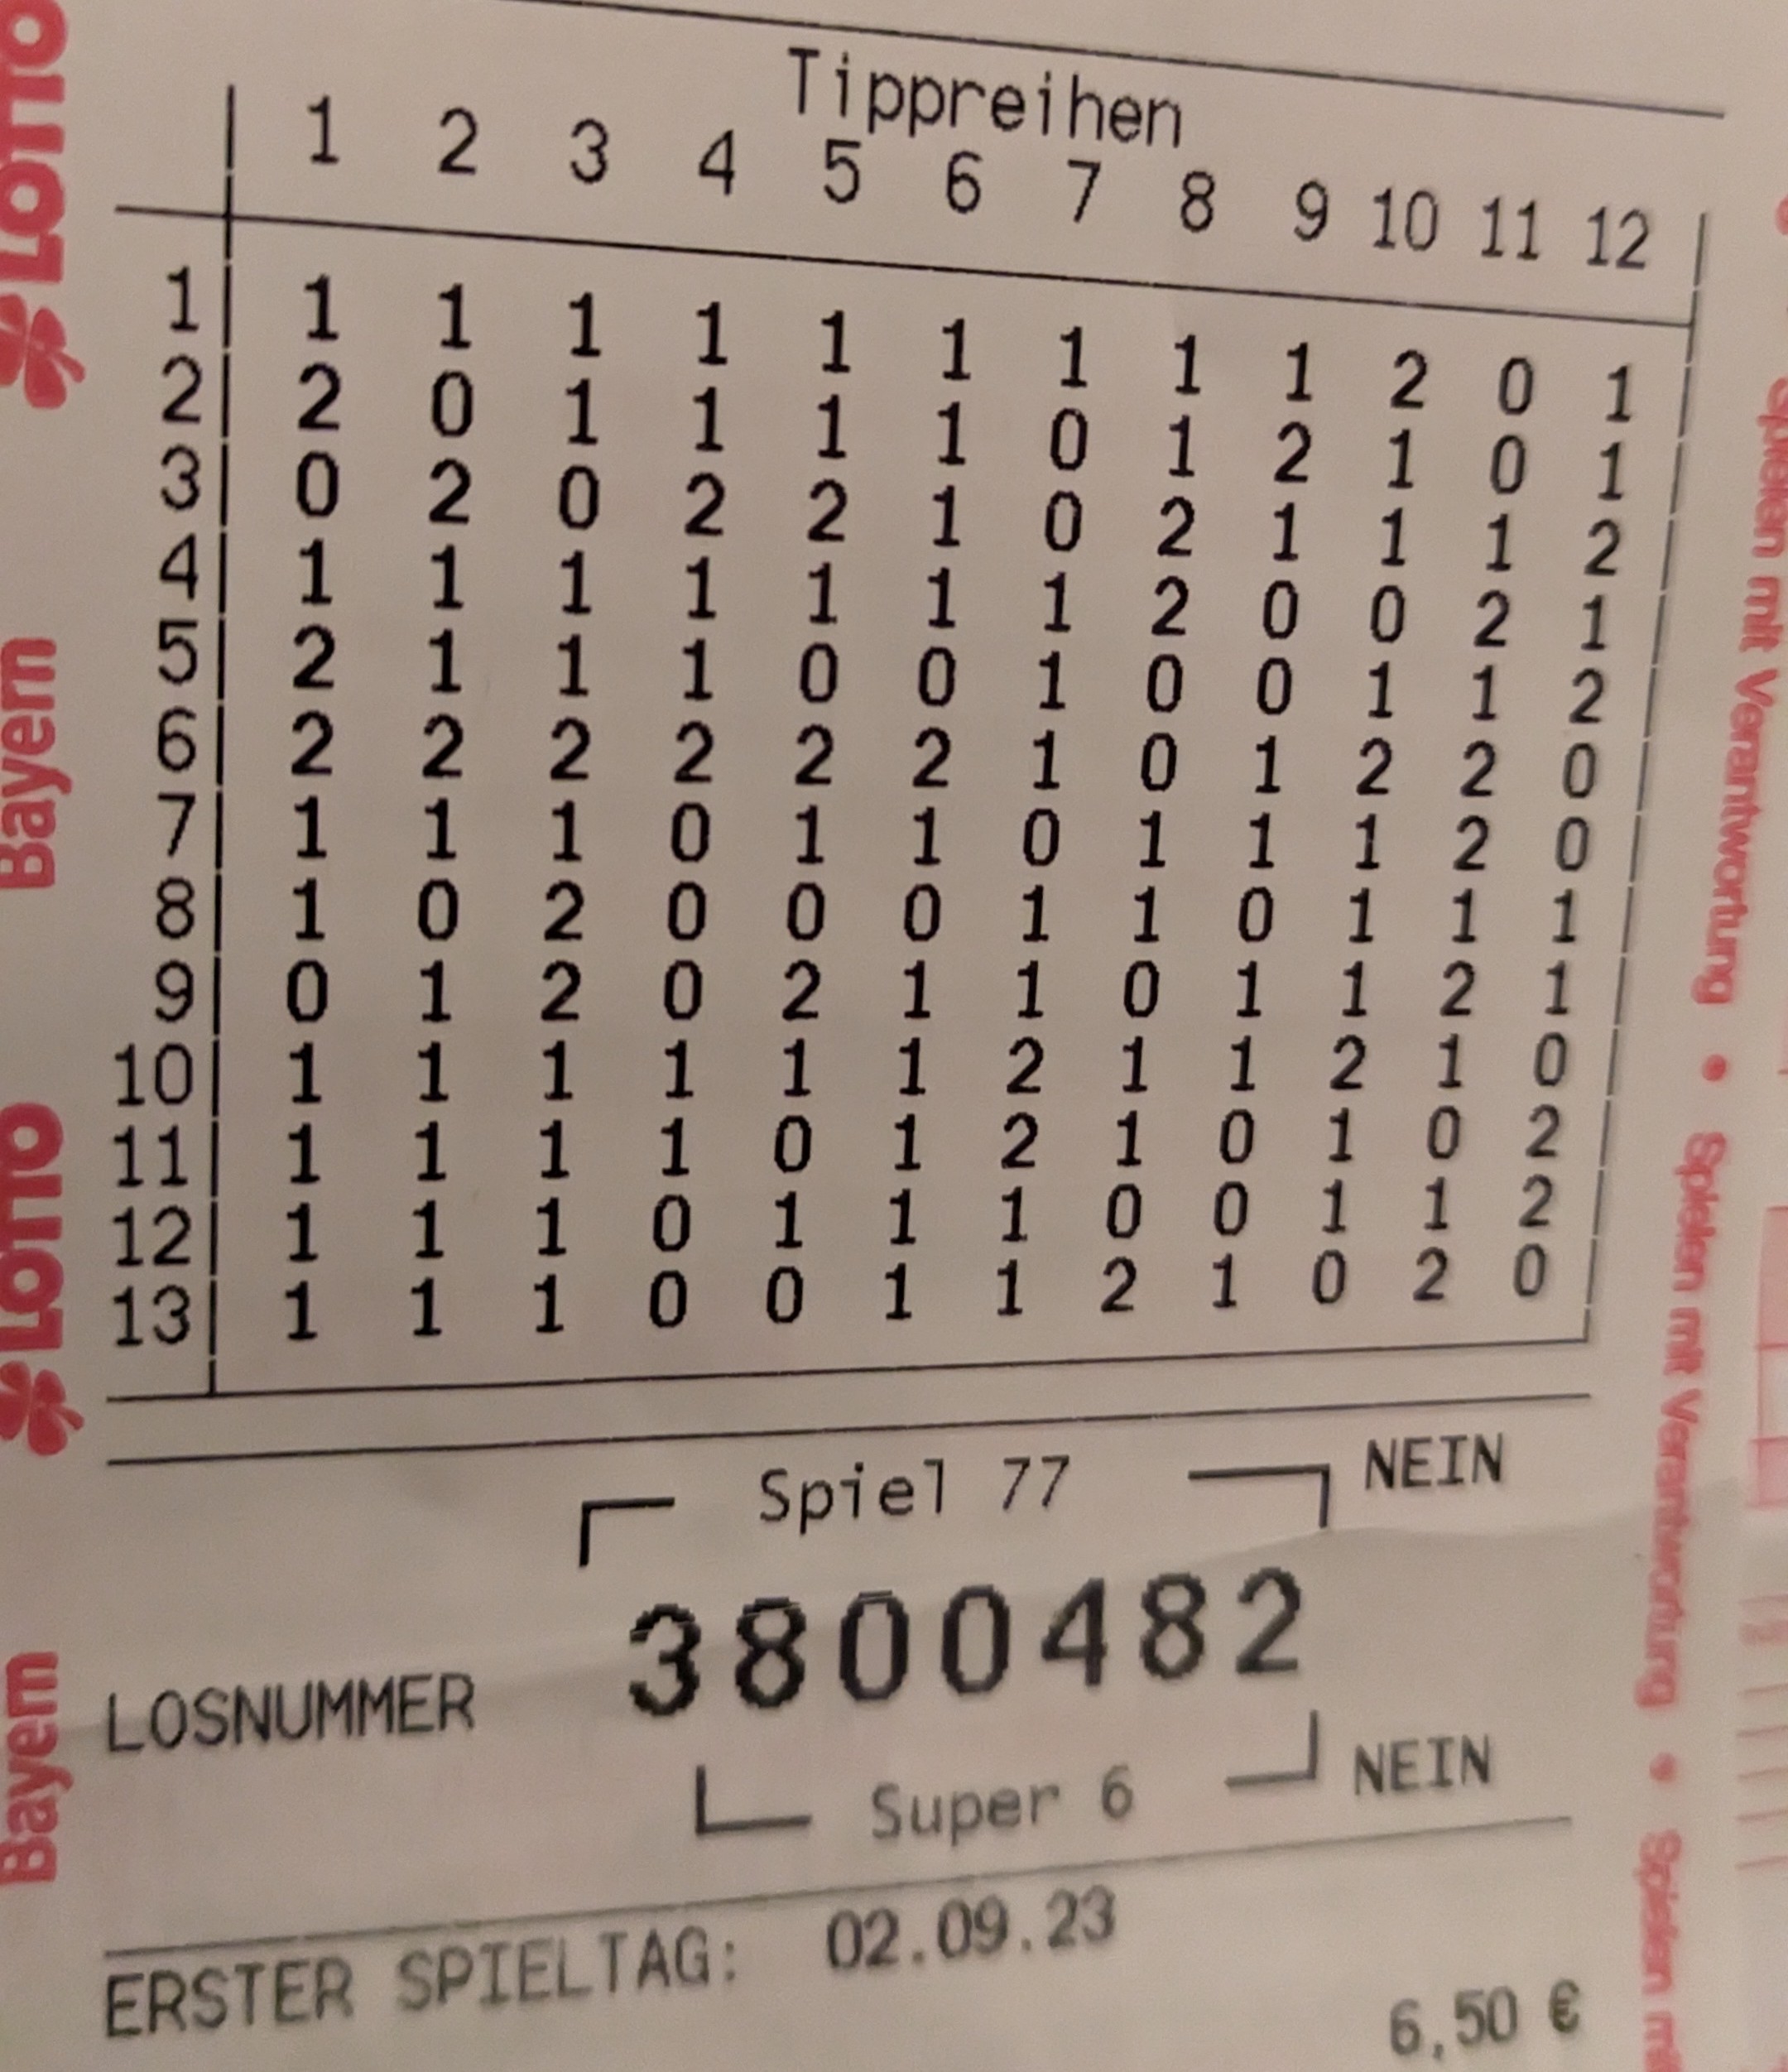 Tippreihen
1 2 3 4 5 6 7 8 9 10 11 12
1 1 1 1 1 1 1 1 1 1 2 0 1
2 2 0 1 1 1 1 0 1 2 1 0 1
3 0 2 0 2 2 1 0 2 1 1 1 2
4 1 1 1 1 1 1 1 2 0 0 2 1
5 2 1 1 1 0 0 1 0 0 1 1 2
6 2 2 2 2 2 2 1 0 1 2 2 0
7 1 1 1 0 1 1 0 1 1 1 2 0
8 1 0 2 0 0 0 1 1 0 1 1 1
9 0 1 2 0 2 1 1 0 1 1 2 1
10 1 1 1 1 1 1 2 1 1 2 1 0
11 1 1 1 1 0 1 2 1 0 1 0 2
12 1 1 1 0 1 1 1 0 0 1 1 2
13 1 1 1 0 0 1 1 2 1 0 2 0
Spiel 77 NEIN
LOSNUMMER 3800482
Super 6 NEIN
ERSTER SPIELTAG: 02.09.23
6,50 €
LOTTO
Bayern
LOTTO
Bayern
Spielen mit Verantwortung • Spielen mit Verantwortung • Spielen mit